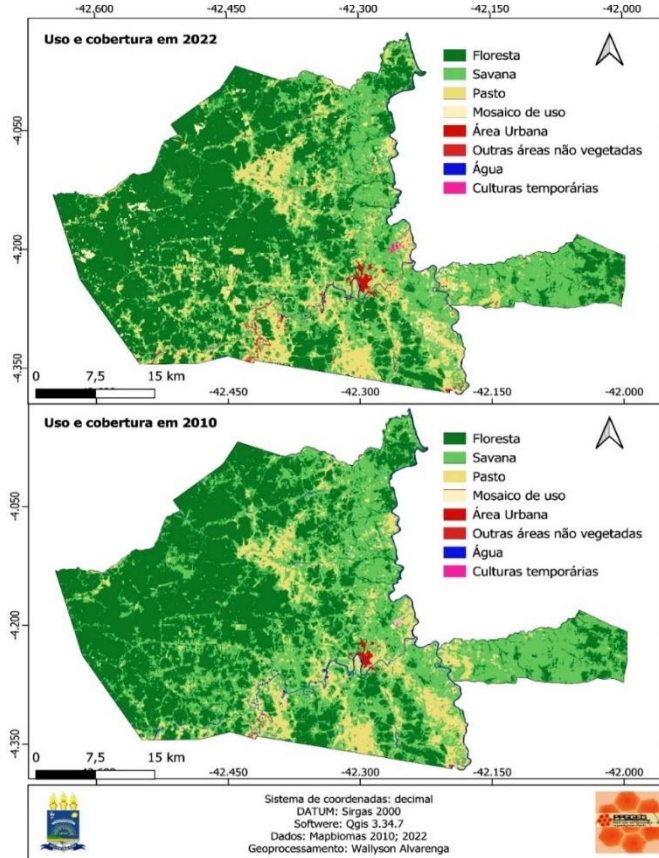 -42.600 -42.450 -42.300 -42.150 -42.000
Uso e cobertura em 2022
Floresta
Savana
Pasto
Mosaico de uso
Área Urbana
Outras áreas não vegetadas
Água
Culturas temporárias
-4.050
-4.200
-4.350
0 7,5 15 km
-42.450 -42.300 -42.150 -42.000
Uso e cobertura em 2010
Floresta
Savana
Pasto
Mosaico de uso
Área Urbana
Outras áreas não vegetadas
Água
Culturas temporárias
-4.050
-4.200
-4.350
0 7,5 15 km
-42.450 -42.300 -42.150 -42.000
Sistema de coordenadas: decimal
DATUM: Sirgas 2000
Softwere: Qgis 3.34.7
Dados: Mapbiomas 2010; 2022
Geoprocessamento: Wallyson Alvarenga